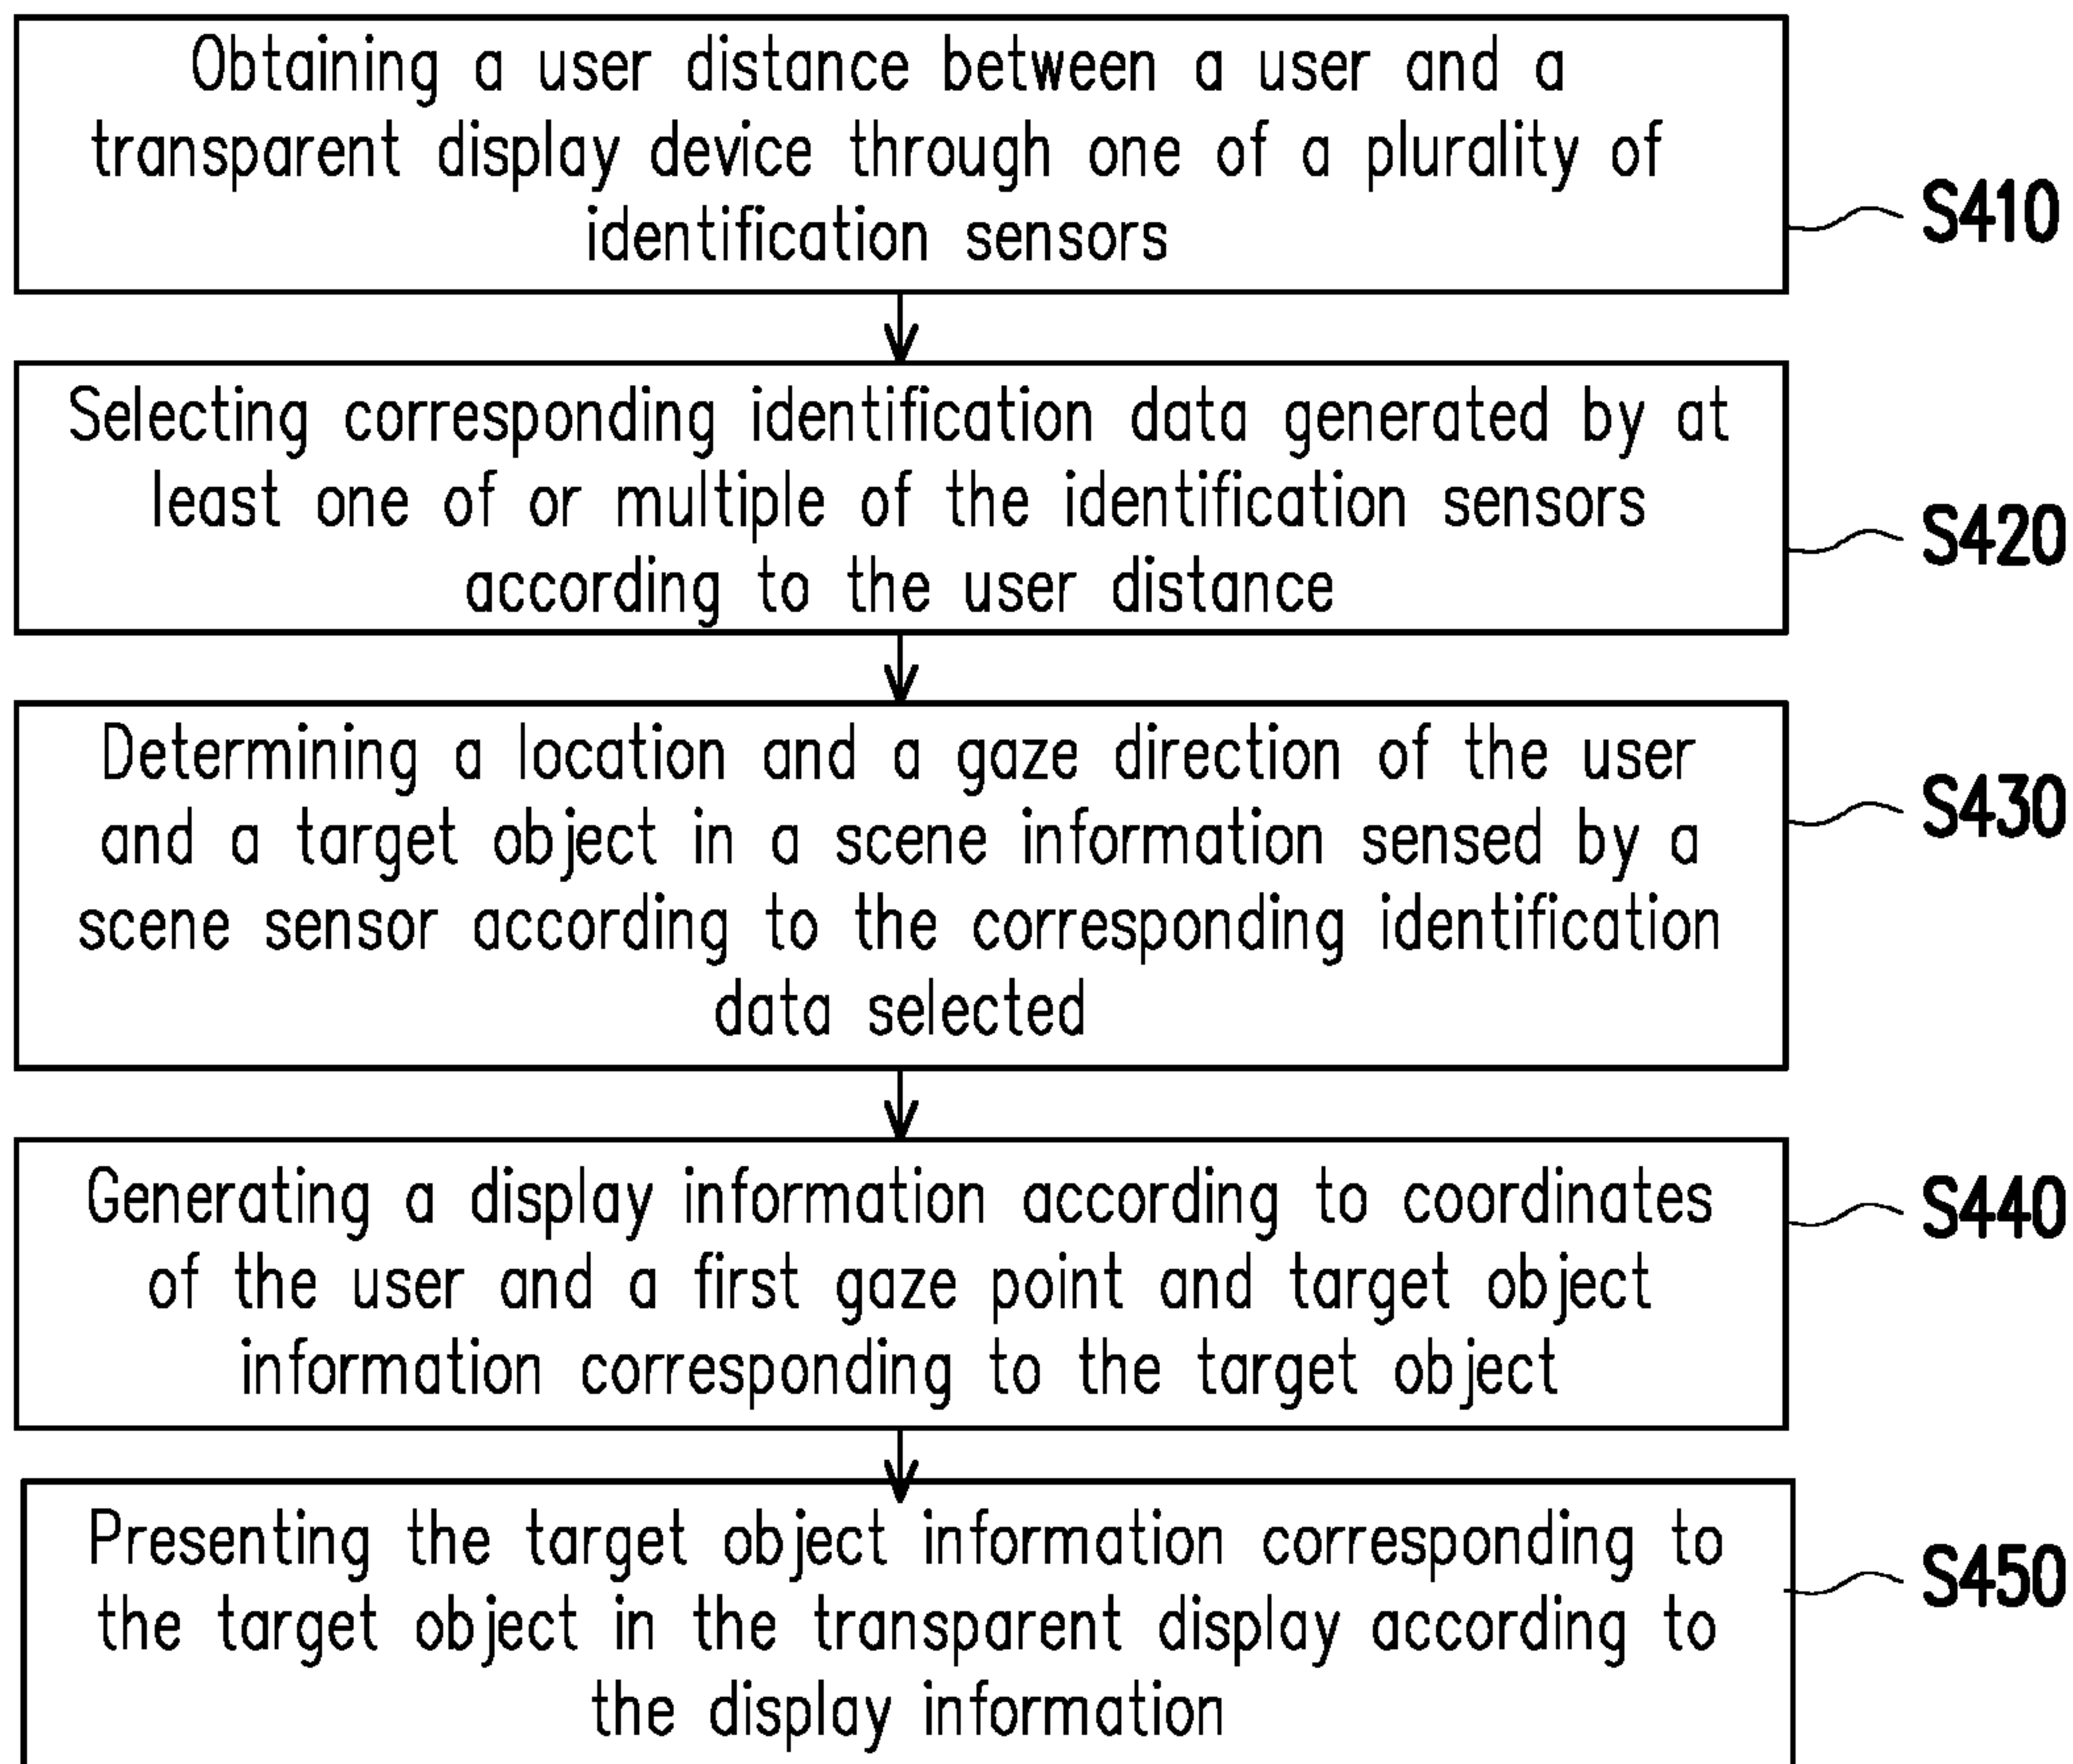 Obtaining a user distance between a user and a
transparent display device through one of a plurality of
identification sensors
S410
Selecting corresponding identification data generated by at
least one of or multiple of the identification sensors
according to the user distance
S420
Determining a location and a gaze direction of the user
and a target object in a scene information sensed by a
scene sensor according to the corresponding identification
data selected
S430
Generating a display information according to coordinates
of the user and a first gaze point and target object
information corresponding to the target object
S440
Presenting the target object information corresponding to
the target object in the transparent display according to
the display information
S450